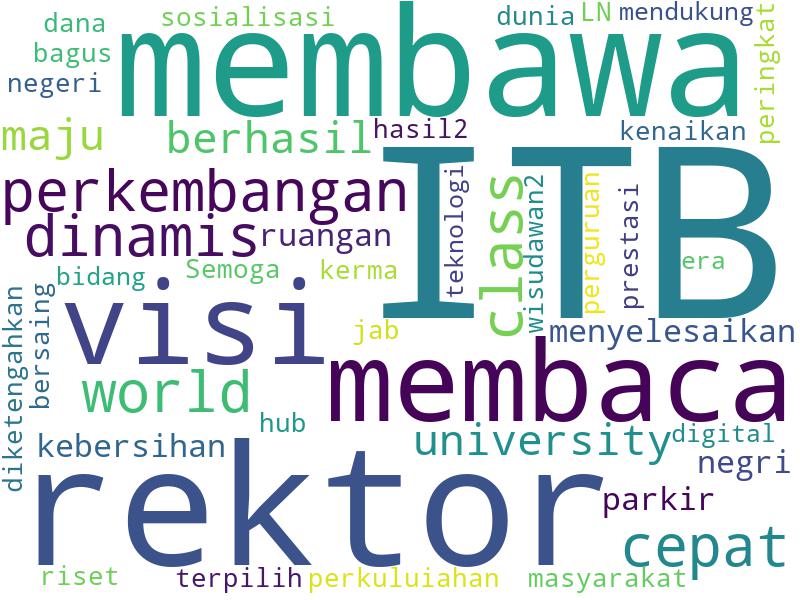 dana
sosialisasi
membawa
dunia
LN
mendukung
peringkat
bagus
negeri
maju
berhasil
hasil2
kenaikan
ITB
perkembangan
dinamis
ruangan
teknologi
class
wisudawan2
perguruan
prestasi
era
bidang
Semoga
kerma
diketengahkan
bersaing
visi
jab
menyelesaikan
world
membaca
hub
kebersihan
university
digital
negri
rektor
parkir
cepat
riset
terpilih
perkuluiahan
masyarakat